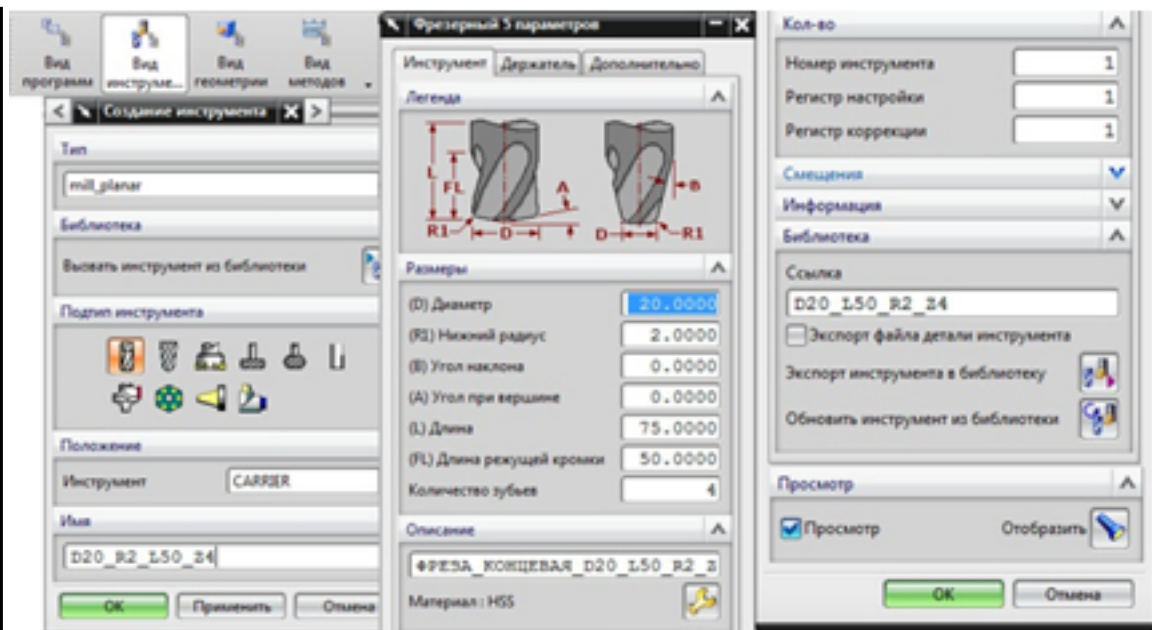 Вид программ
Вид инструме...
Вид геометрии
Вид методов
Создание инструмента
Тип
mill_planar
Библиотека
Вызвать инструмент из библиотеки
Подтип инструмента
Положение
Инструмент CARRIER
Имя
D20_R2_L50_Z4
ОК Применить Отмена
Фрезерный 5 параметров
Инструмент Держатель Дополнительно
Легенда
L FL R1 D A B D R1
Размеры
(D) Диаметр 20.0000
(R1) Нижний радиус 2.0000
(B) Угол наклона 0.0000
(A) Угол при вершине 0.0000
(L) Длина 75.0000
(FL) Длина режущей кромки 50.0000
Количество зубьев 4
Описание
ФРЕЗА_КОНЦЕВАЯ_D20_L50_R2_Z
Материал : HSS
Кол-во
Номер инструмента 1
Регистр настройки 1
Регистр коррекции 1
Смещения
Информация
Библиотека
Ссылка
D20_L50_R2_Z4
Экспорт файла детали инструмента
Экспорт инструмента в библиотеку
Обновить инструмент из библиотеки
Просмотр
Просмотр Отобразить
ОК Отмена